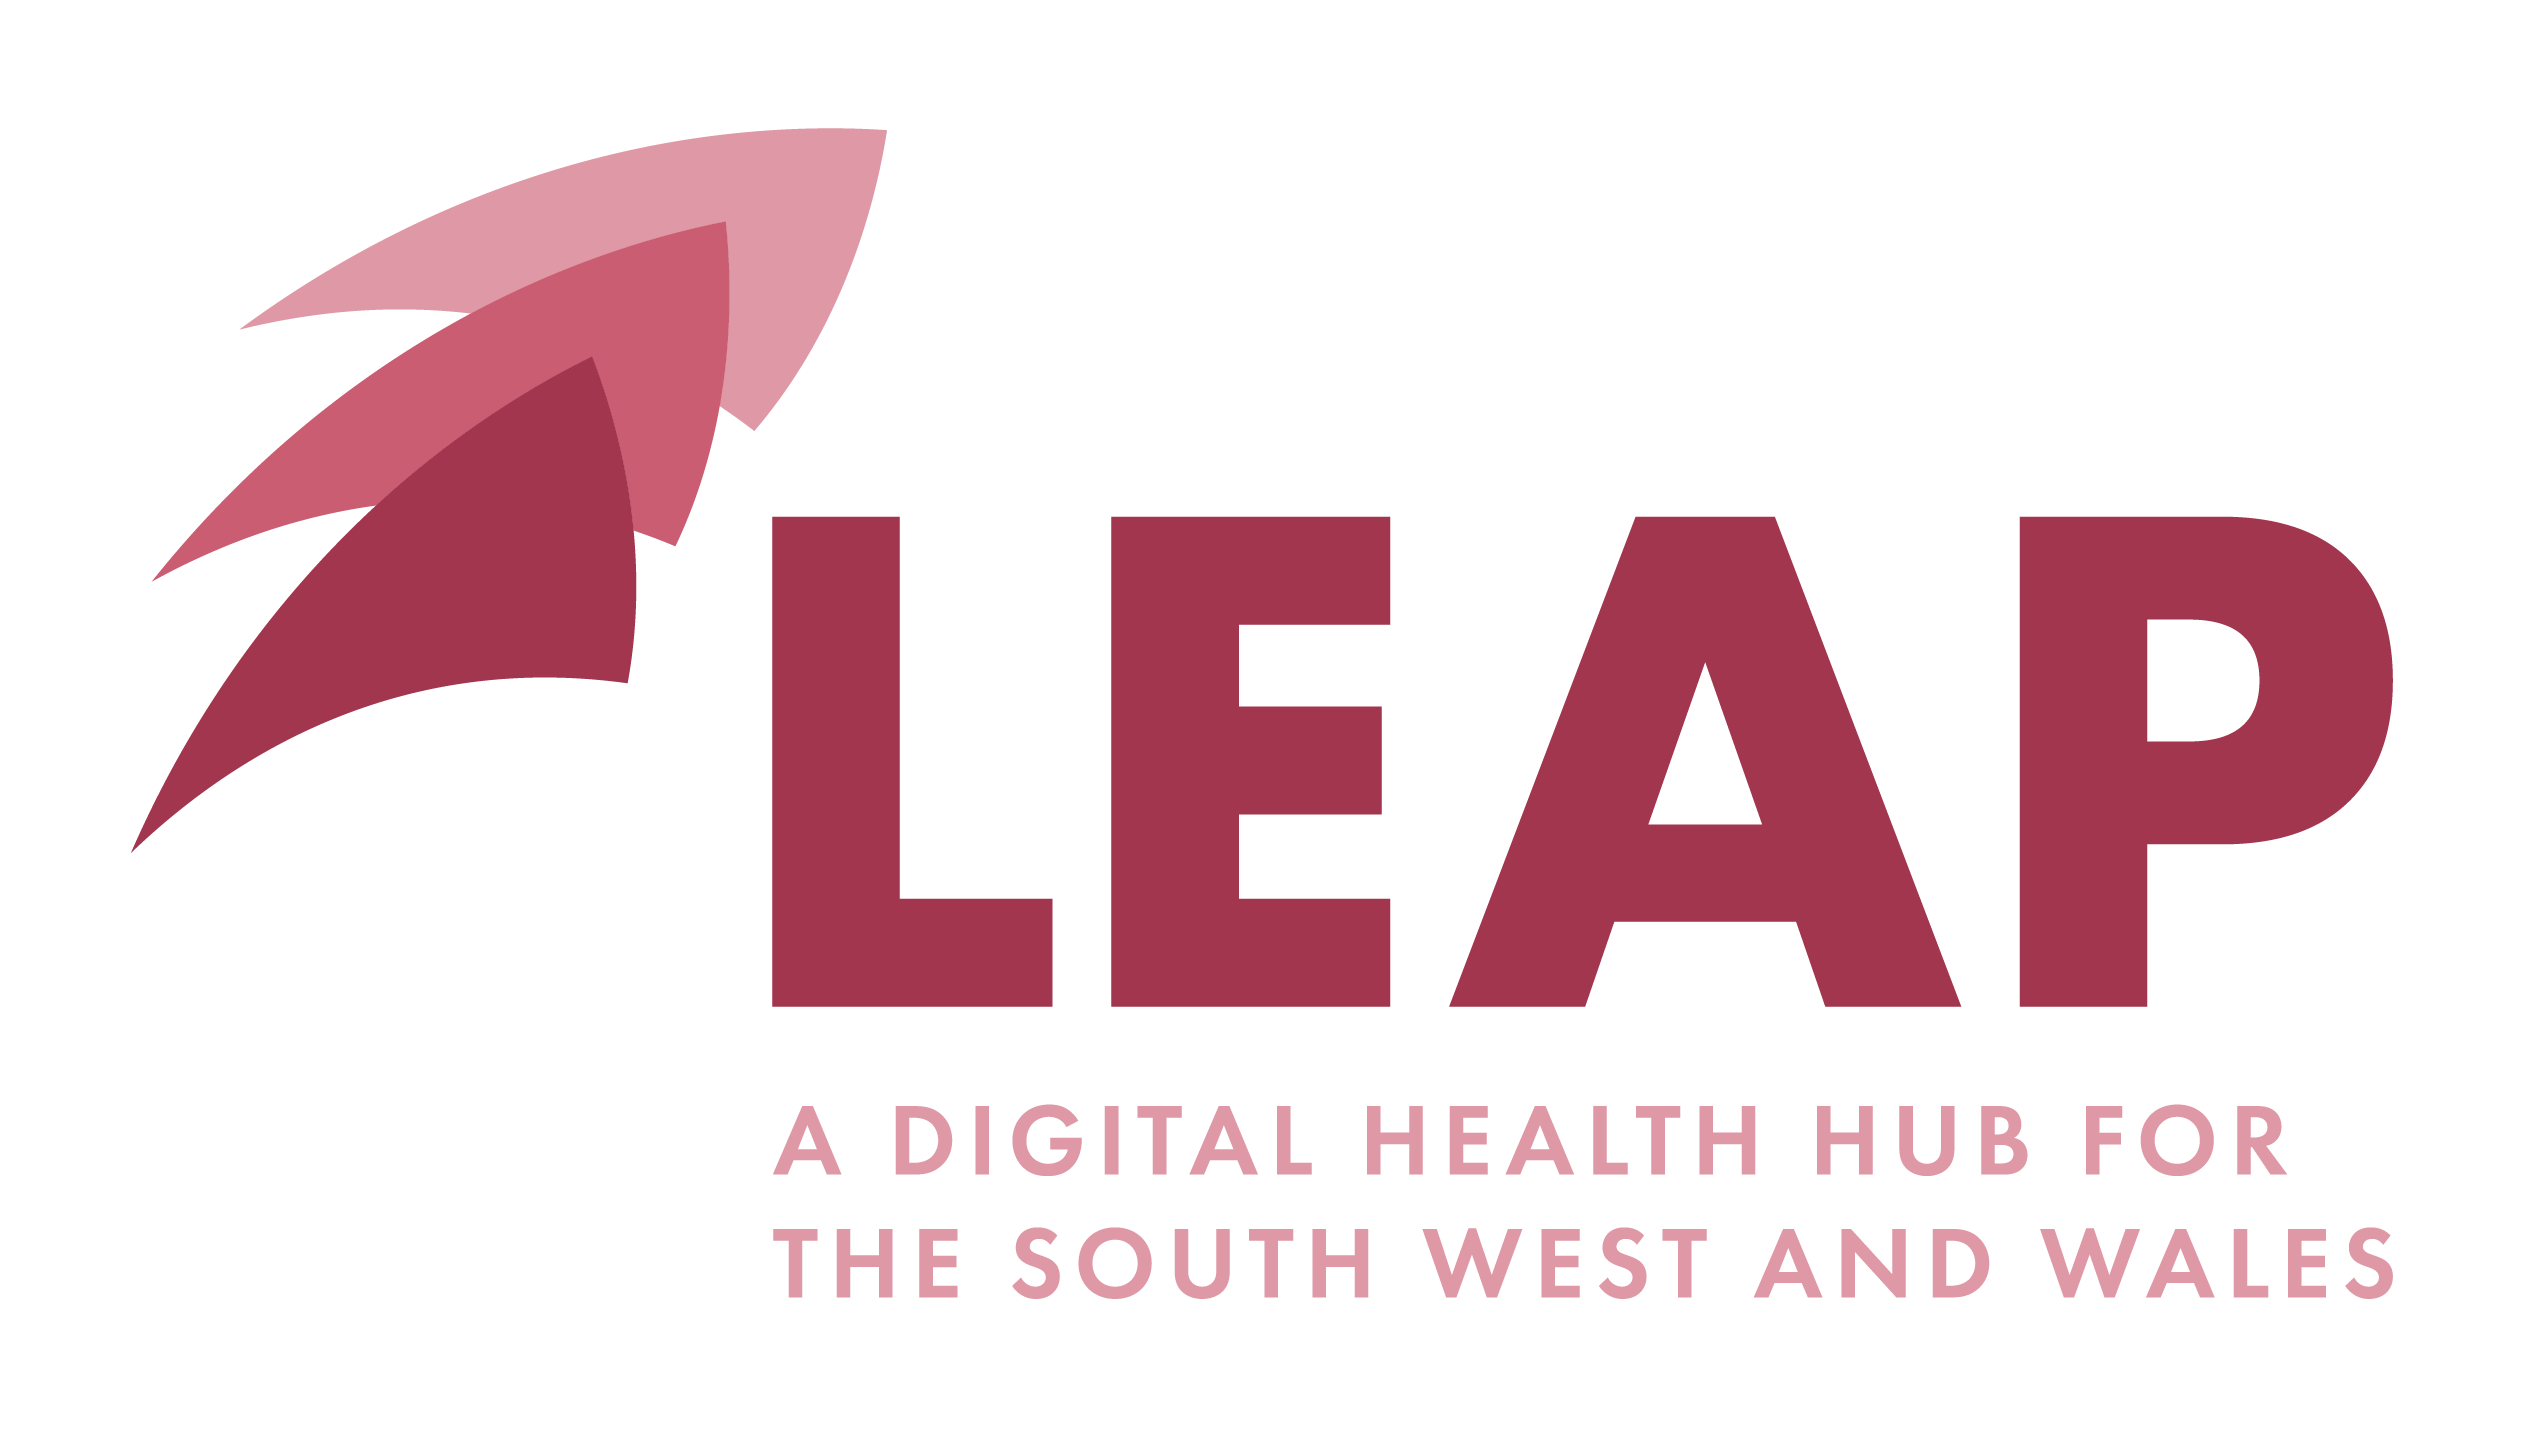 LEAP
A DIGITAL HEALTH HUB FOR
THE SOUTH WEST AND WALES